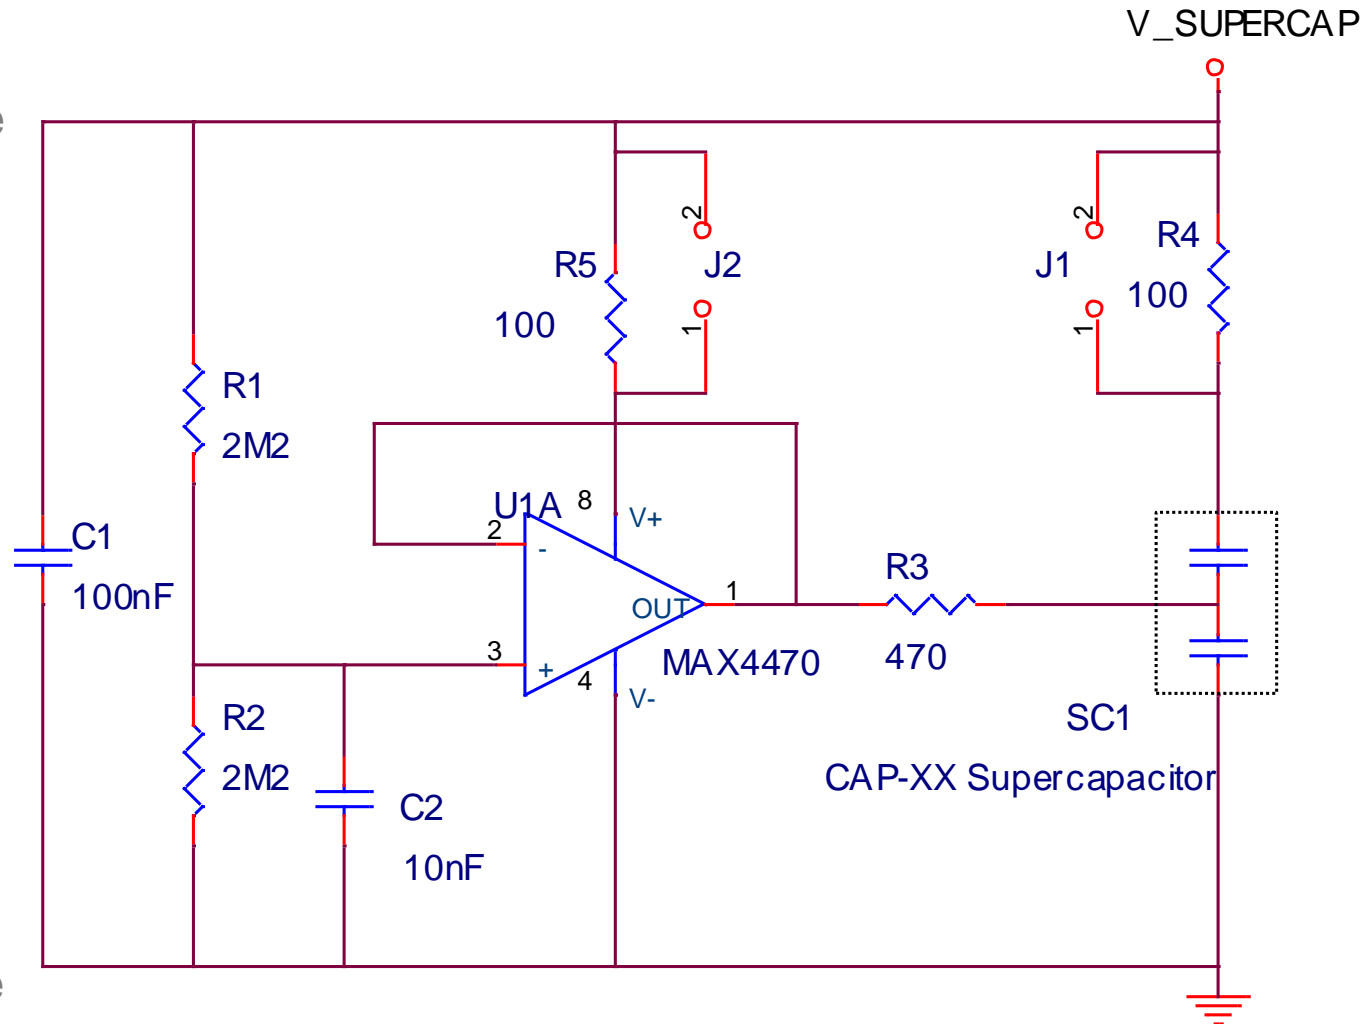 V_SUPERCAP
e
2
2
R5
J2
J1
R4
100
100
1
1
R1
2M2
U1A
8
V+
2
-
C1
100nF
R3
1
OUT
3
+
4
MAX4470
470
V-
R2
2M2
SC1
C2
10nF
CAP-XX Supercapacitor
e